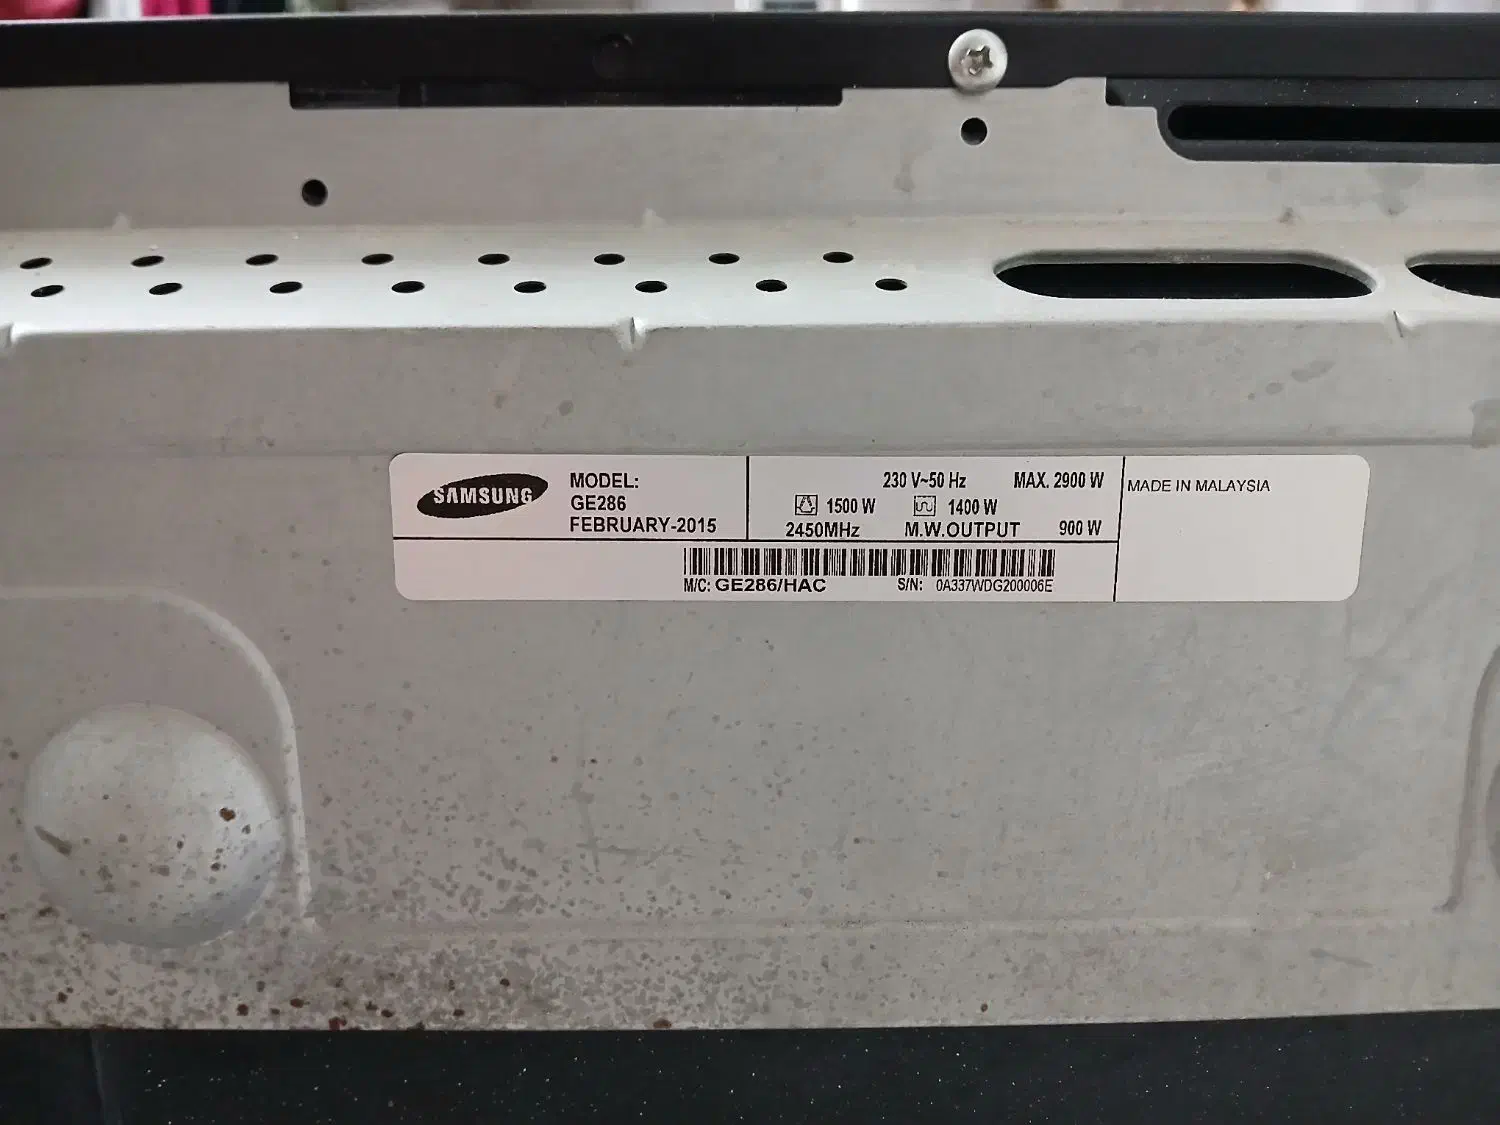 SAMSUNG
MODEL:
GE286
FEBRUARY-2015
230 V~50 Hz MAX. 2900 W
1500 W 1400 W
2450MHz M.W.OUTPUT 900 W
MADE IN MALAYSIA
M/C: GE286/HAC S/N: 0A337WDG200006E